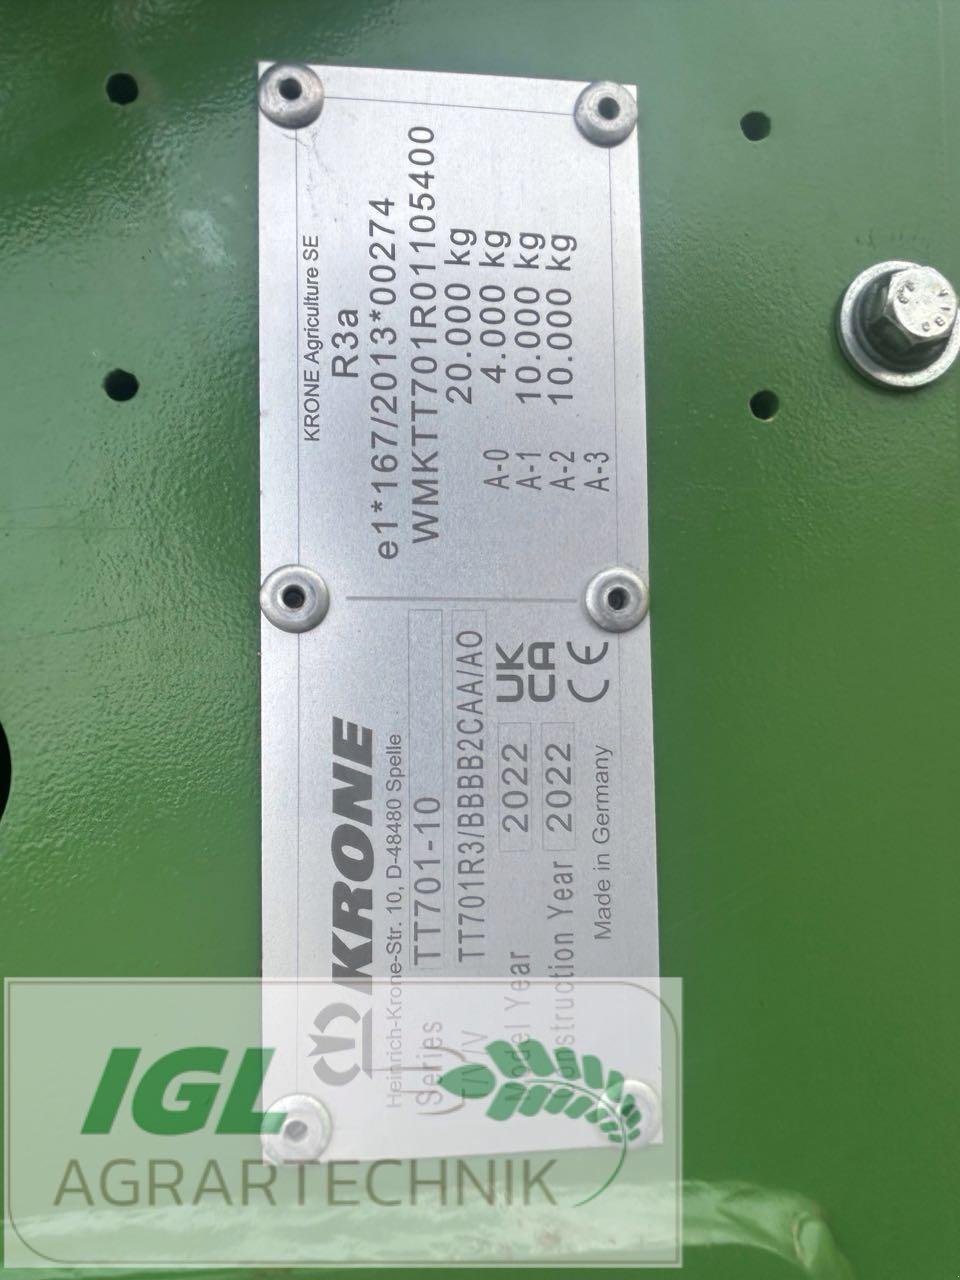 KRONE
Heinrich-Krone-Str. 10, D-48480 Spelle
Series TT701-10
T/V/V TT701R3/BBBB2CAA/A0
Model Year 2022
Construction Year 2022
UK
CA
CE
Made in Germany
KRONE Agriculture SE
R3a
e1*167/2013*00274
WMKTT701R01105400
20.000 kg
A-0 4.000 kg
A-1 10.000 kg
A-2 10.000 kg
A-3
IGL
AGRARTECHNIK